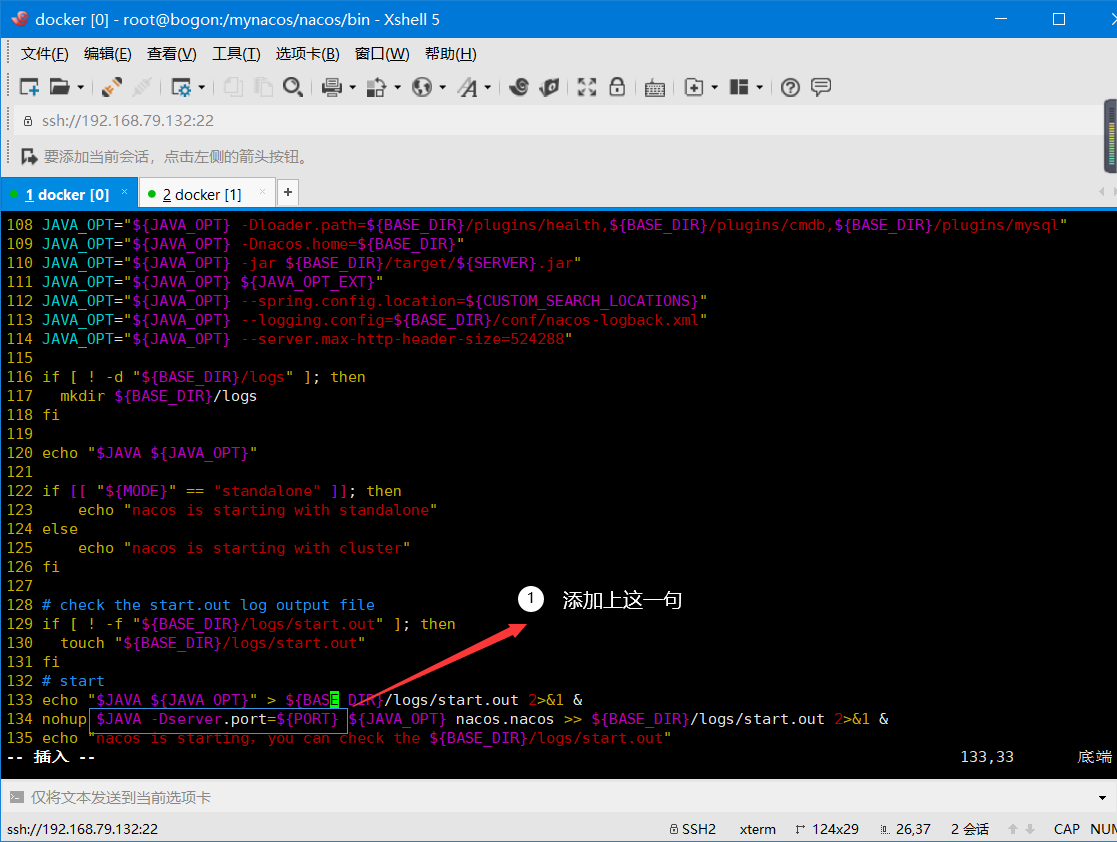 docker [0] - root@bogon:/mynacos/nacos/bin - Xshell 5
文件(F) 编辑(E) 查看(V) 工具(T) 选项卡(B) 窗口(W) 帮助(H)
ssh://192.168.79.132:22
要添加当前会话，点击左侧的箭头按钮。
1 docker [0] × 2 docker [1] × +
108 JAVA_OPT="${JAVA_OPT} -Dloader.path=${BASE_DIR}/plugins/health,${BASE_DIR}/plugins/cmdb,${BASE_DIR}/plugins/mysql"
109 JAVA_OPT="${JAVA_OPT} -Dnacos.home=${BASE_DIR}"
110 JAVA_OPT="${JAVA_OPT} -jar ${BASE_DIR}/target/${SERVER}.jar"
111 JAVA_OPT="${JAVA_OPT} ${JAVA_OPT_EXT}"
112 JAVA_OPT="${JAVA_OPT} --spring.config.location=${CUSTOM_SEARCH_LOCATIONS}"
113 JAVA_OPT="${JAVA_OPT} --logging.config=${BASE_DIR}/conf/nacos-logback.xml"
114 JAVA_OPT="${JAVA_OPT} --server.max-http-header-size=524288"
115
116 if [ ! -d "${BASE_DIR}/logs" ]; then
117   mkdir ${BASE_DIR}/logs
118 fi
119
120 echo "$JAVA ${JAVA_OPT}"
121
122 if [[ "${MODE}" == "standalone" ]]; then
123     echo "nacos is starting with standalone"
124 else
125     echo "nacos is starting with cluster"
126 fi
127
128 # check the start.out log output file
129 if [ ! -f "${BASE_DIR}/logs/start.out" ]; then
130   touch "${BASE_DIR}/logs/start.out"
131 fi
132 # start
133 echo "$JAVA ${JAVA_OPT}" > ${BASE_DIR}/logs/start.out 2>&1 &
134 nohup $JAVA -Dserver.port=${PORT} ${JAVA_OPT} nacos.nacos >> ${BASE_DIR}/logs/start.out 2>&1 &
135 echo "nacos is starting，you can check the ${BASE_DIR}/logs/start.out"
1 添加上这一句
-- 插入 -- 133,33 底端
仅将文本发送到当前选项卡
ssh://192.168.79.132:22 SSH2 xterm 124x29 26,37 2 会话 CAP NUM